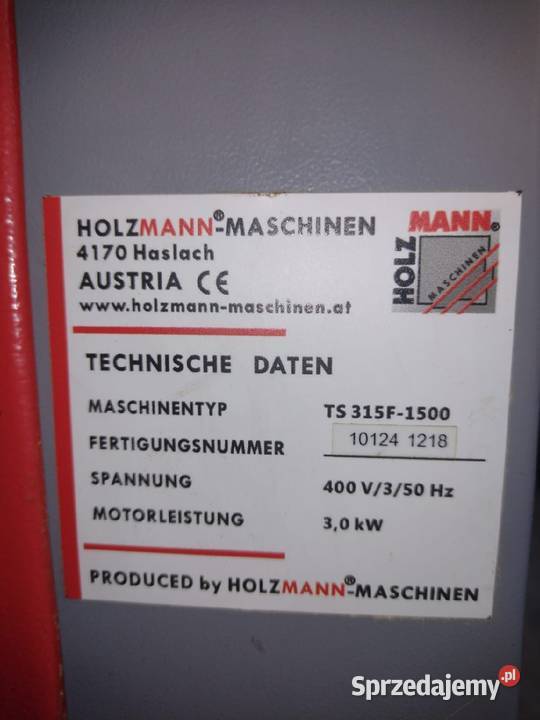 HOLZMANN®-MASCHINEN
4170 Haslach
AUSTRIA CE
www.holzmann-maschinen.at
HOLZ MANN®
MASCHINEN
TECHNISCHE DATEN
MASCHINENTYP TS 315F-1500
FERTIGUNGSNUMMER 10124 1218
SPANNUNG 400 V/3/50 Hz
MOTORLEISTUNG 3,0 kW
PRODUCED by HOLZMANN®-MASCHINEN
Sprzedajemy.pl